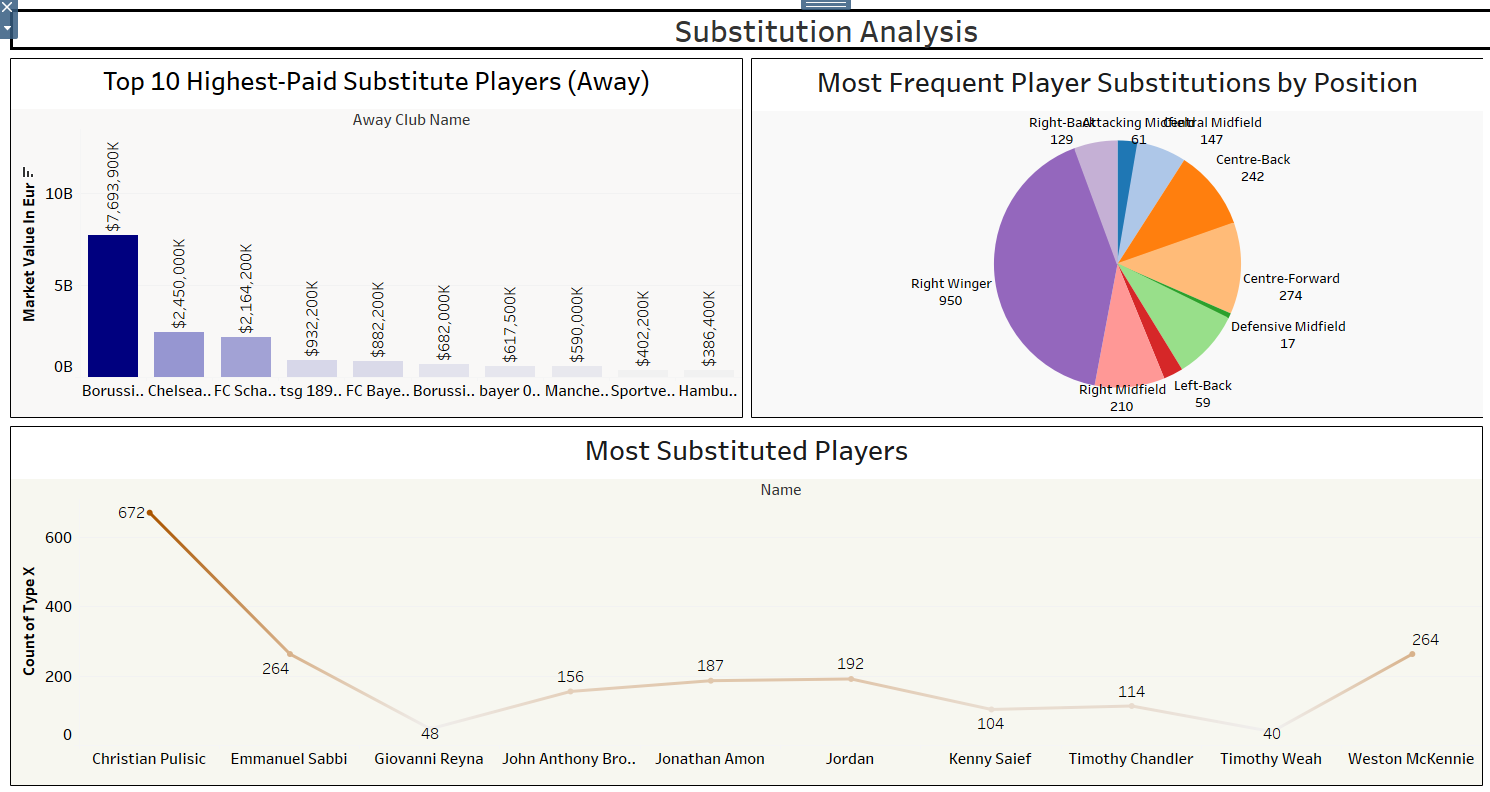 Substitution Analysis
Top 10 Highest-Paid Substitute Players (Away)
Away Club Name
Market Value In Eur
10B
5B
0B
$7,693,900K
$2,450,000K
$2,164,200K
$932,200K
$882,200K
$682,000K
$617,500K
$590,000K
$402,200K
$386,400K
Borussi.. Chelsea.. FC Scha.. tsg 189.. FC Baye.. Borussi.. bayer 0.. Manche.. Sportve.. Hambu..
Most Frequent Player Substitutions by Position
Right-Back
129
Attacking Midfield
61
Central Midfield
147
Centre-Back
242
Centre-Forward
274
Defensive Midfield
17
Left-Back
59
Right Midfield
210
Right Winger
950
Most Substituted Players
Name
Count of Type X
600
400
200
0
672
264
48
156
187
192
104
114
40
264
Christian Pulisic Emmanuel Sabbi Giovanni Reyna John Anthony Bro.. Jonathan Amon Jordan Kenny Saief Timothy Chandler Timothy Weah Weston McKennie